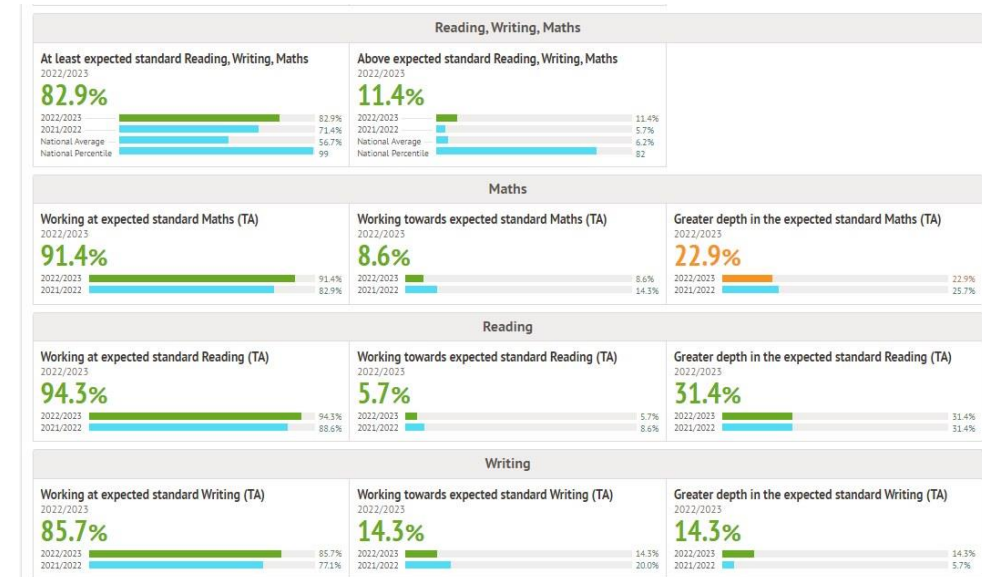 Reading, Writing, Maths
At least expected standard Reading, Writing, Maths
2022/2023
82.9%
2022/2023 82.9%
2021/2022 71.4%
National Average 56.7%
National Percentile 99
Above expected standard Reading, Writing, Maths
2022/2023
11.4%
2022/2023 11.4%
2021/2022 5.7%
National Average 6.2%
National Percentile 82
Maths
Working at expected standard Maths (TA)
2022/2023
91.4%
2022/2023 91.4%
2021/2022 82.9%
Working towards expected standard Maths (TA)
2022/2023
8.6%
2022/2023 8.6%
2021/2022 14.3%
Greater depth in the expected standard Maths (TA)
2022/2023
22.9%
2022/2023 22.9%
2021/2022 25.7%
Reading
Working at expected standard Reading (TA)
2022/2023
94.3%
2022/2023 94.3%
2021/2022 88.6%
Working towards expected standard Reading (TA)
2022/2023
5.7%
2022/2023 5.7%
2021/2022 8.6%
Greater depth in the expected standard Reading (TA)
2022/2023
31.4%
2022/2023 31.4%
2021/2022 31.4%
Writing
Working at expected standard Writing (TA)
2022/2023
85.7%
2022/2023 85.7%
2021/2022 77.1%
Working towards expected standard Writing (TA)
2022/2023
14.3%
2022/2023 14.3%
2021/2022 20.0%
Greater depth in the expected standard Writing (TA)
2022/2023
14.3%
2022/2023 14.3%
2021/2022 5.7%